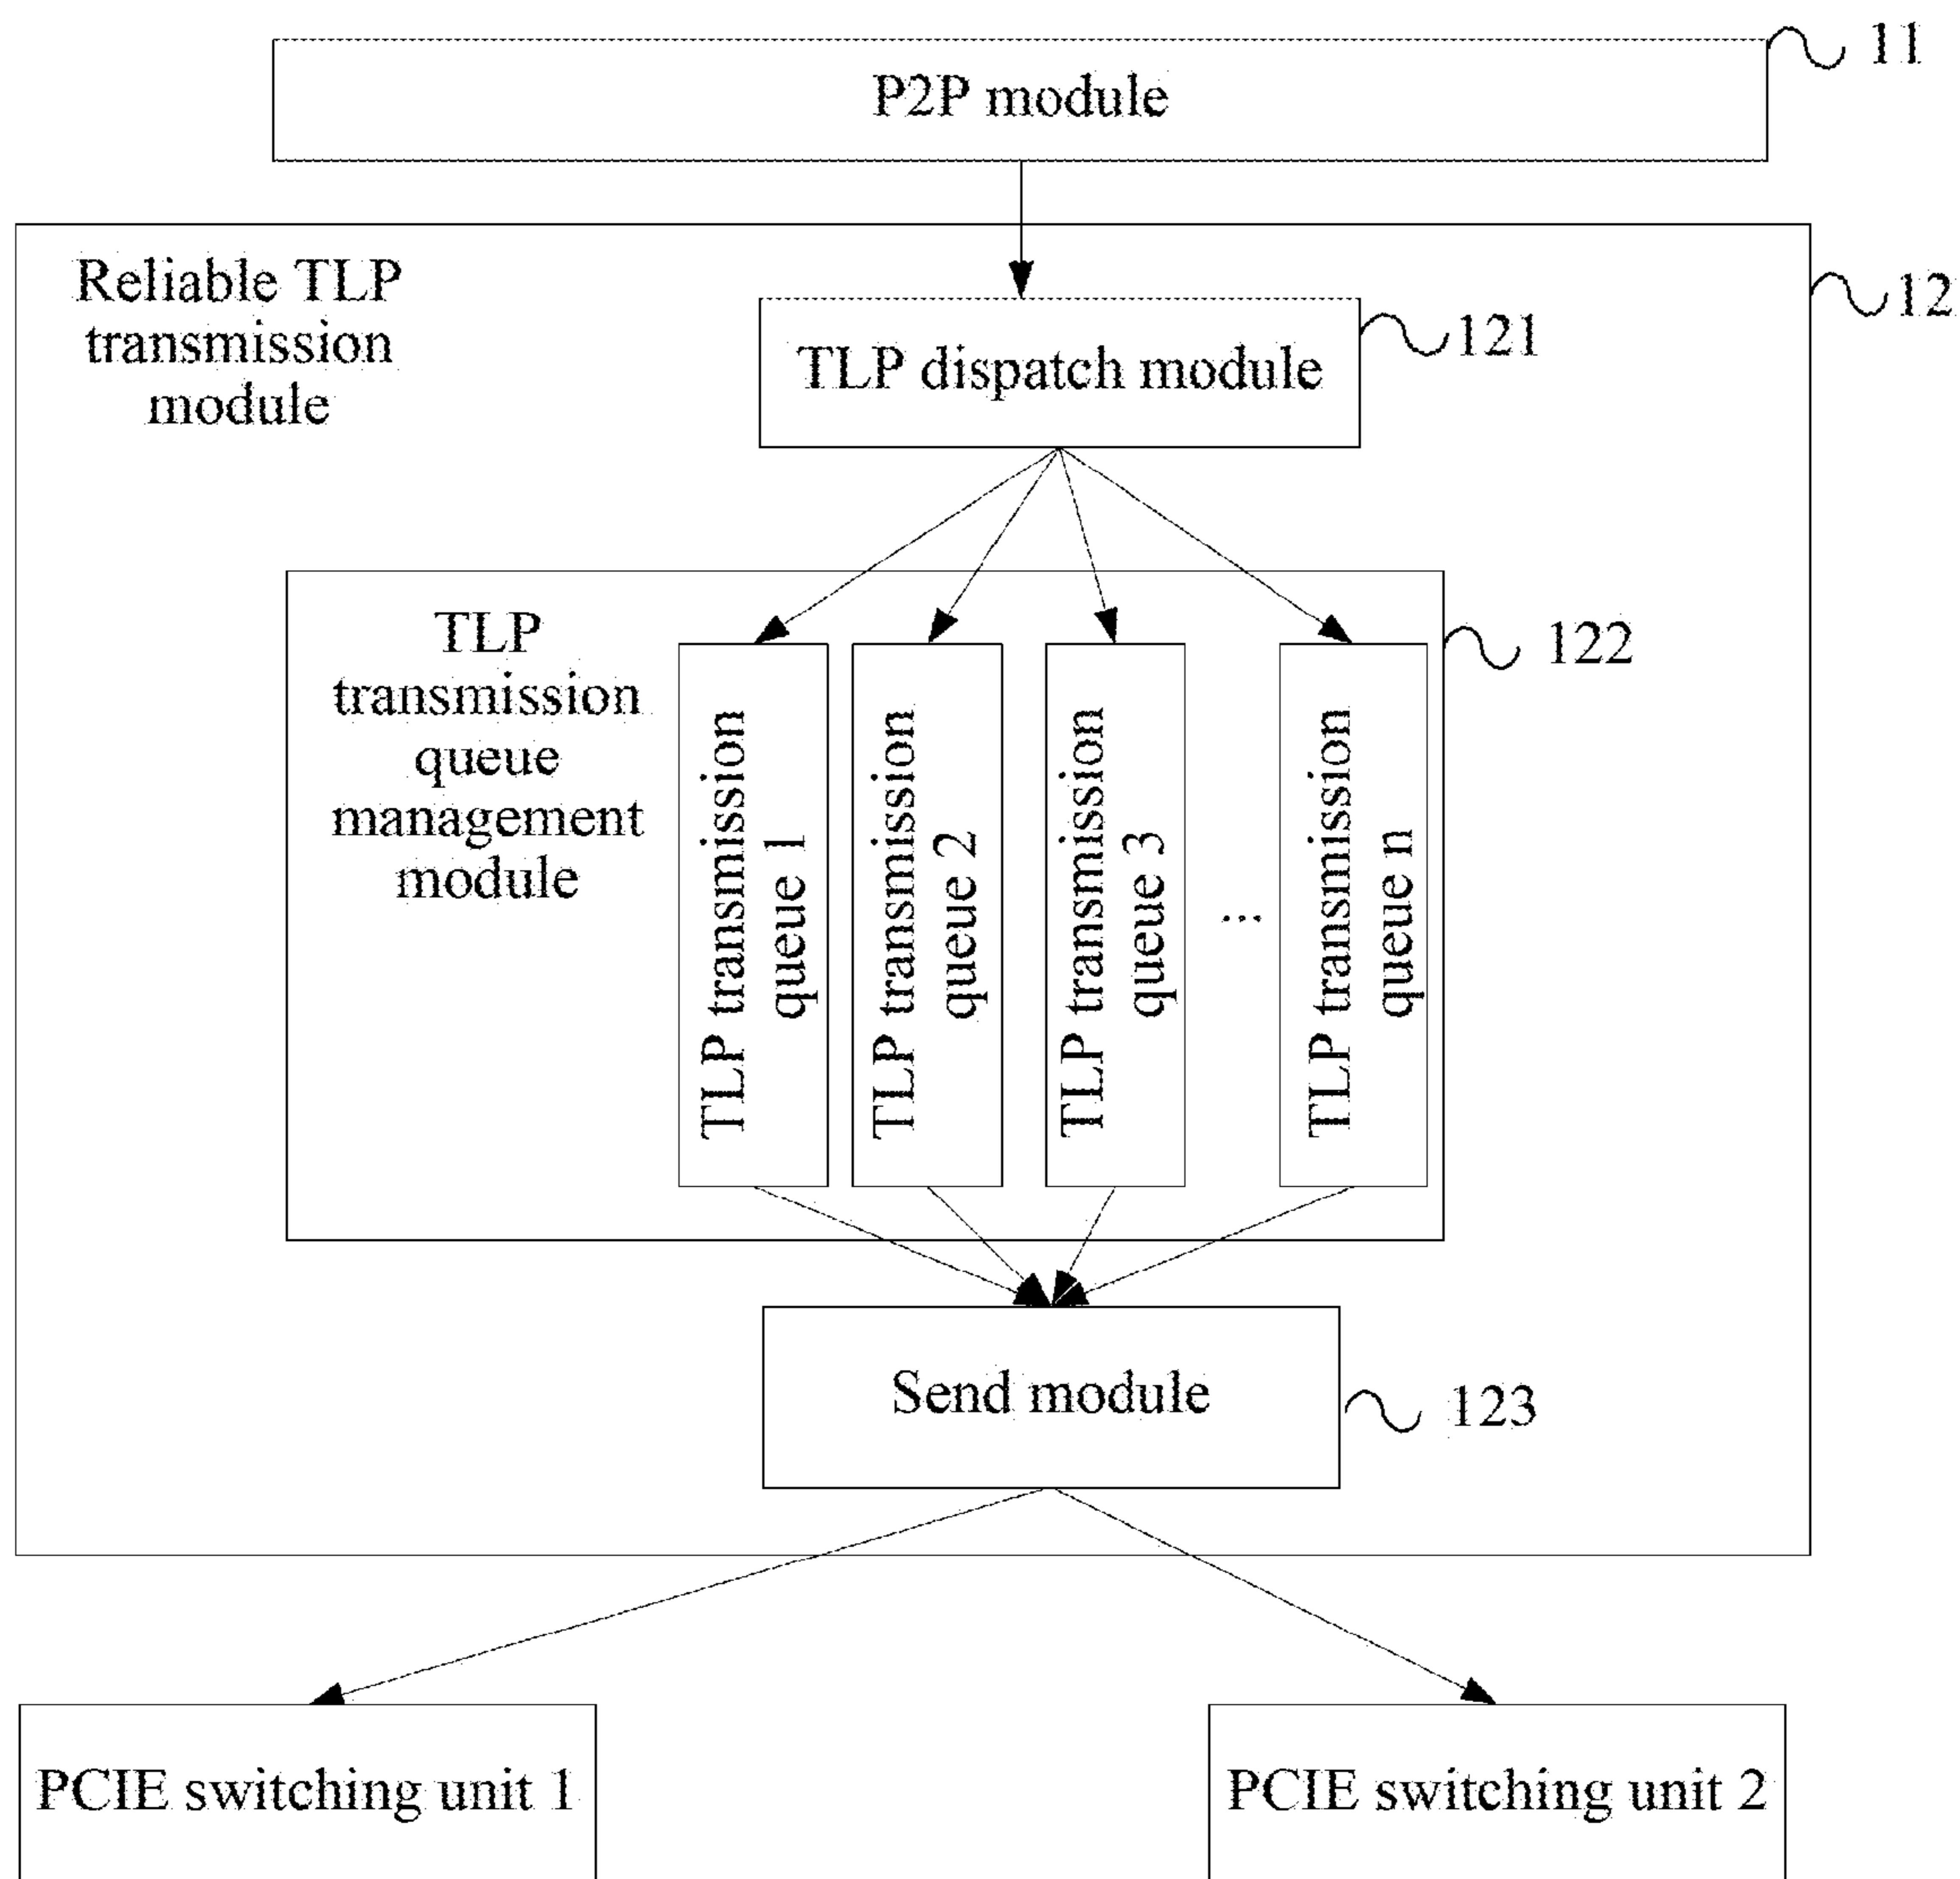 11
P2P module
Reliable TLP
transmission
module
12
121
TLP dispatch module
TLP
transmission
queue
management
module
122
TLP transmission
queue 1
TLP transmission
queue 2
TLP transmission
queue 3
...
TLP transmission
queue n
Send module
123
PCIE switching unit 1
PCIE switching unit 2